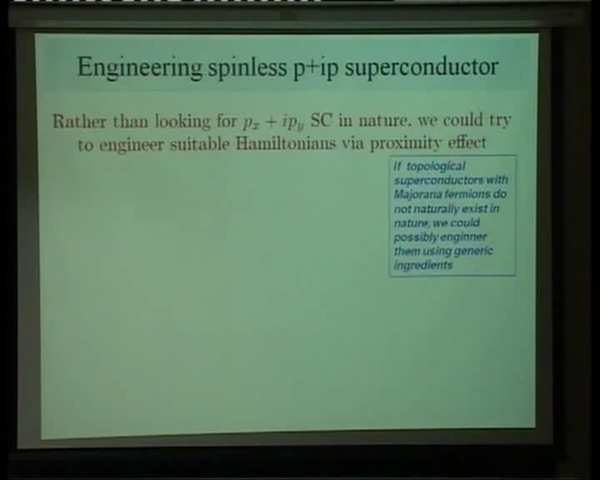 Engineering spinless p+ip superconductor
Rather than looking for pₓ + ip_y SC in nature, we could try
to engineer suitable Hamiltonians via proximity effect
If topological
superconductors with
Majorana fermions do
not naturally exist in
nature, we could
possibly enginner
them using generic
ingredients